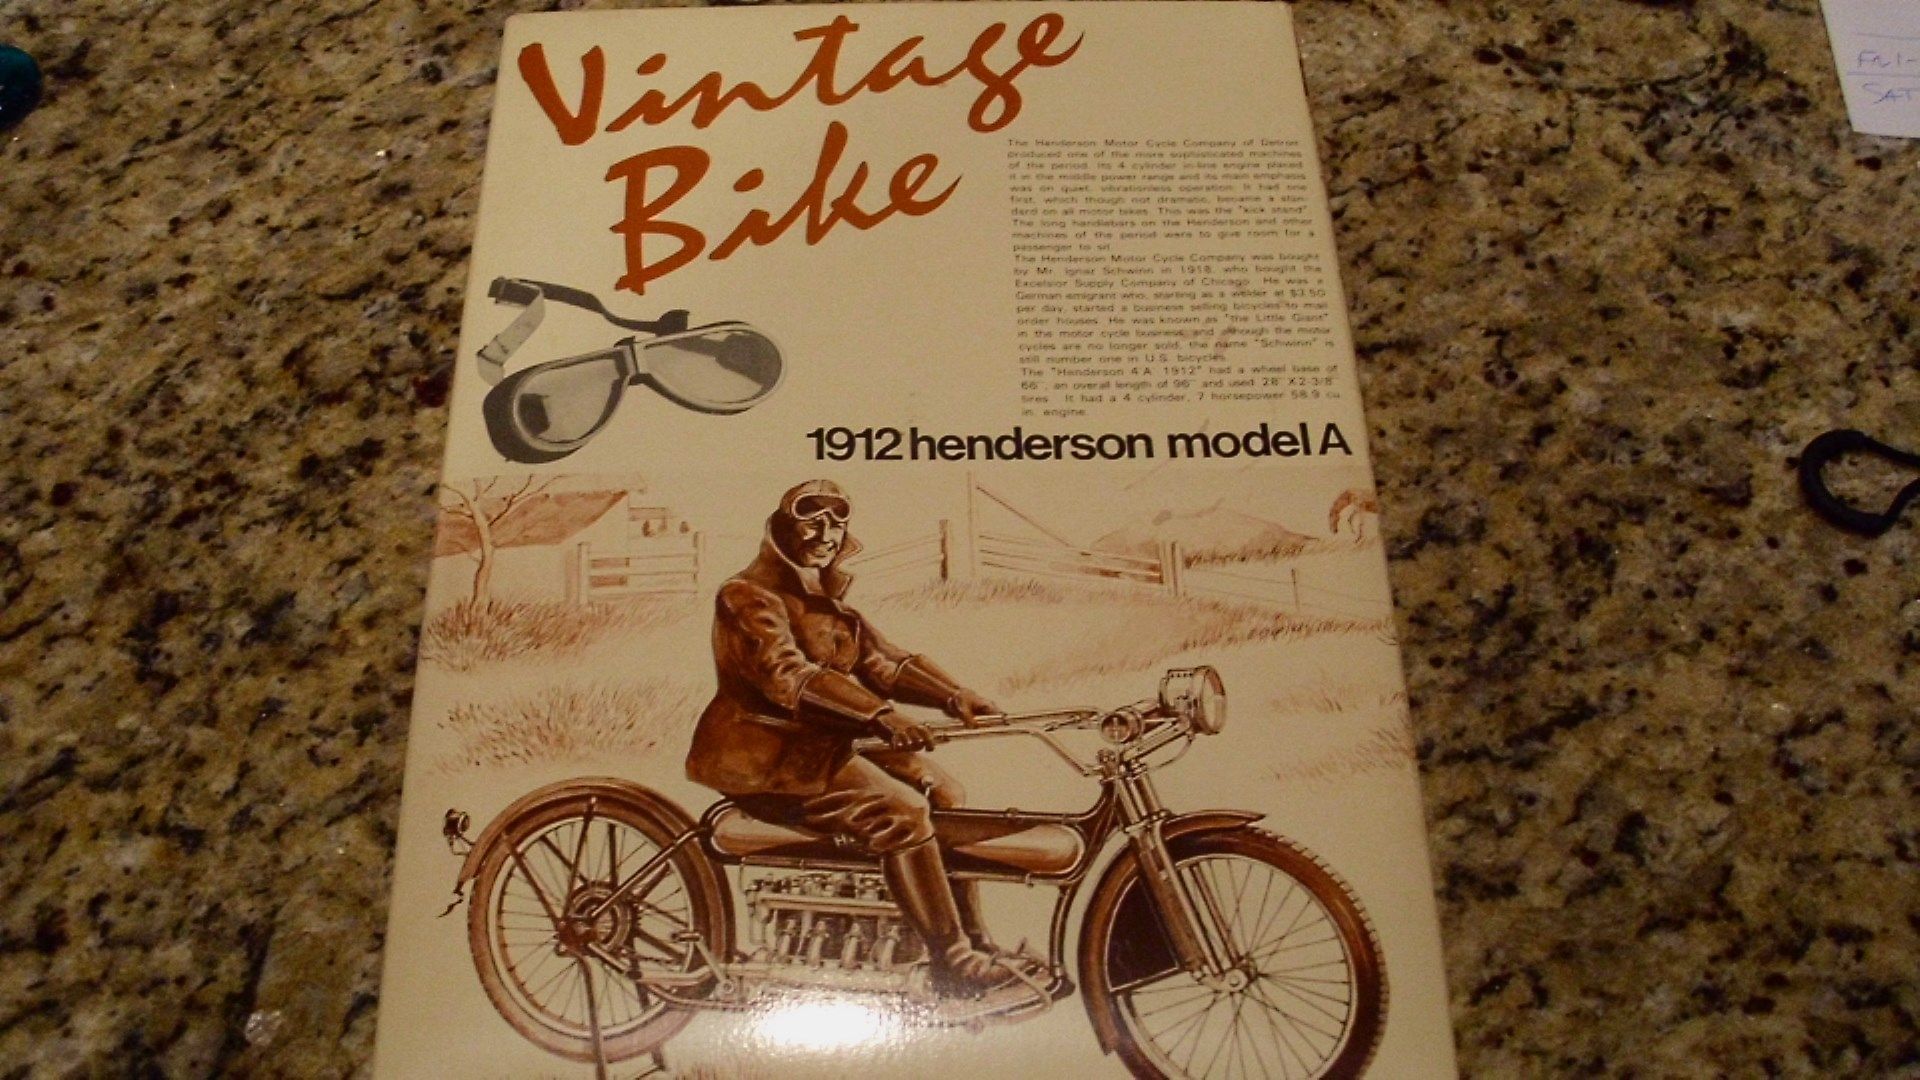 Vintage
Bike
The Henderson Motor Cycle Company of Detroit
produced one of the more sophisticated machines
of the period. Its 4 cylinder in-line engine placed
it in the middle power range and its main emphasis
was on quiet, vibrationless operation. It had one
first, which though not dramatic, became a stan-
dard on all motor bikes. This was the "kick stand"
The long handlebars on the Henderson and other
machines of the period were to give room for a
passenger to sit.
The Henderson Motor Cycle Company was bought
by Mr. Ignaz Schwinn in 1918, who bought the
Excelsior Supply Company of Chicago. He was a
German emigrant who, starting as a welder at $3.50
per day, started a business selling bicycles to mail
order houses. He was known as "the Little Giant"
in the motor cycle business, and although the motor
cycles are no longer sold, the name "Schwinn" is
still number one in U.S. bicycles.
The "Henderson 4 A 1912" had a wheel base of
66", an overall length of 96" and used 28" X 2-3/8"
tires. It had a 4 cylinder, 7 horsepower 58.9 cu.
in. engine.
1912 henderson model A
FRI-
SAT